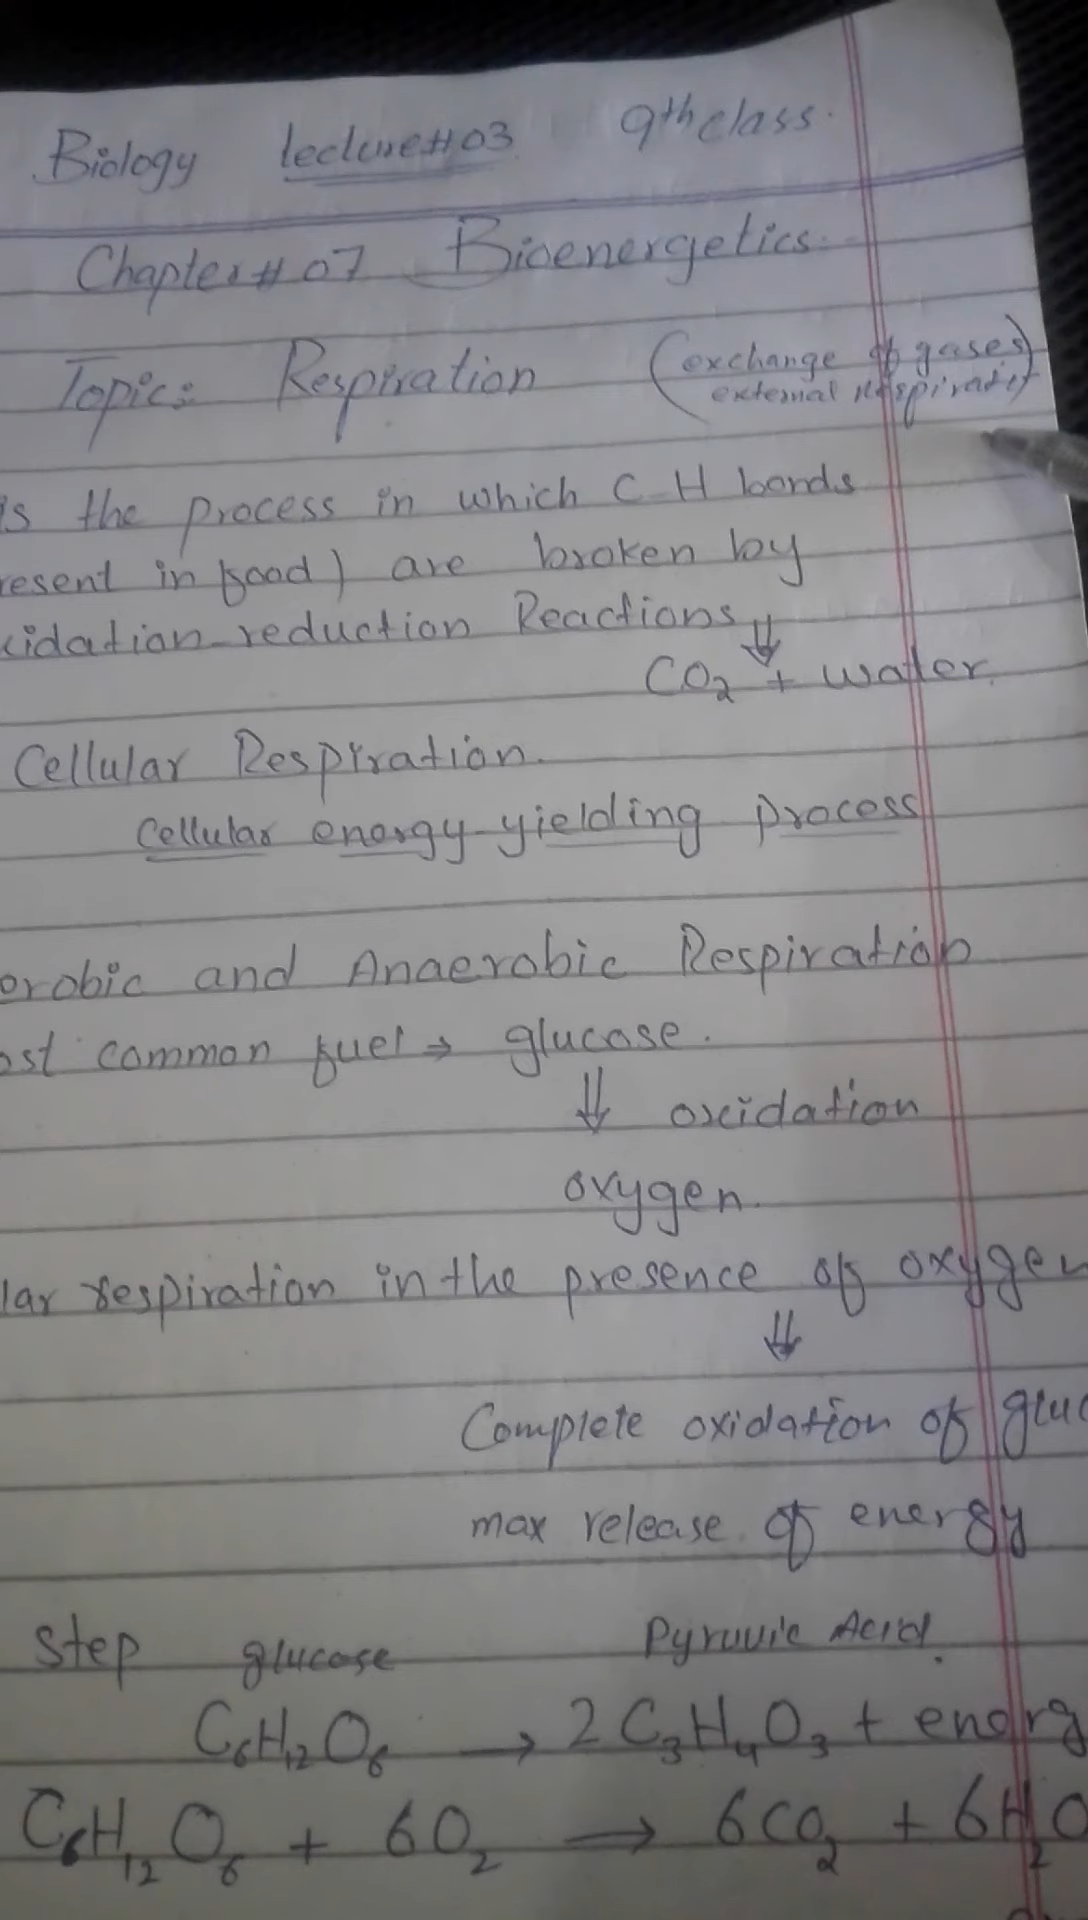 Biology lecture#03 9th class.
Chapter# 07 Bioenergetics.
Topic: Respiration (exchange of gases)
external respiration
is the process in which C-H bonds
resent in food) are broken by
xidation-reduction Reactions
⇓
CO₂ + water.
Cellular Respiration.
Cellular energy-yielding process
erobic and Anaerobic Respiration
ost common fuel → glucose.
⇓ oxidation
oxygen.
lar respiration in the presence of oxygen
⇓
Complete oxidation of gluc
max release of energy
Step glucose Pyruvic Acid.
C₆H₁₂O₆ → 2C₃H₄O₃ + energ
C₆H₁₂O₆ + 6O₂ → 6CO₂ + 6H₂O